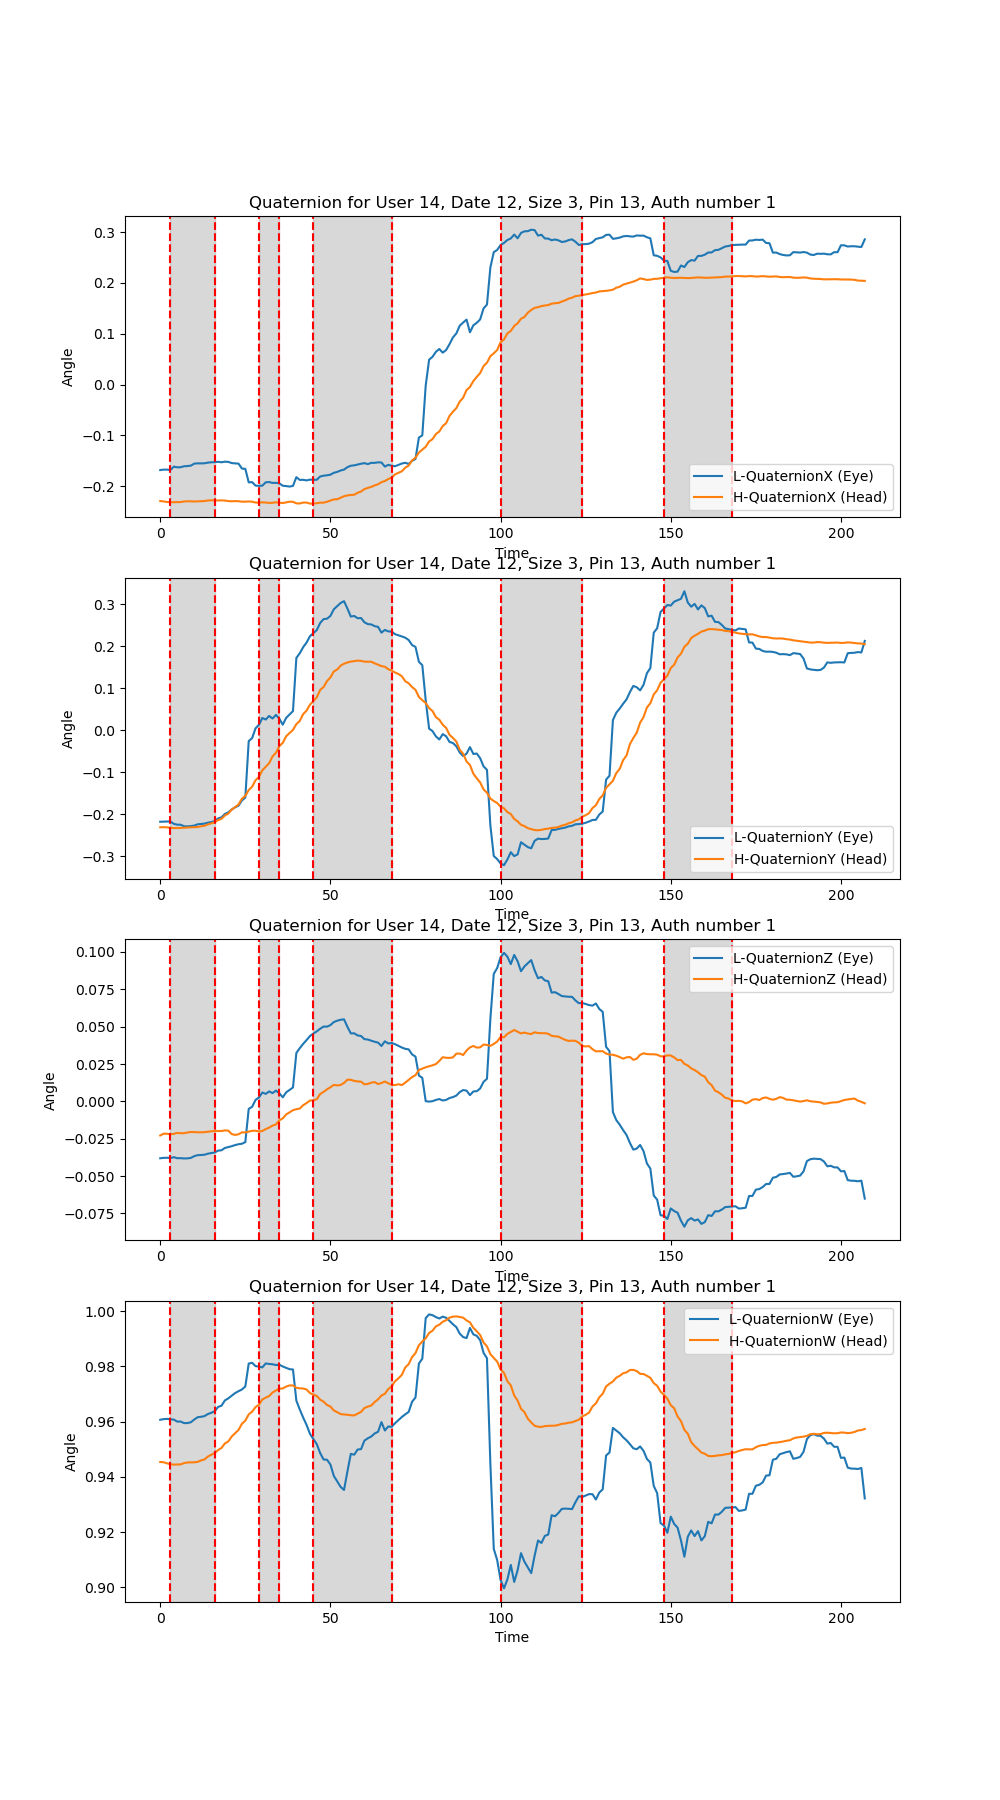 Quaternion for User 14, Date 12, Size 3, Pin 13, Auth number 1
0.3
0.2
0.1
0.0
−0.1
−0.2
Angle
L-QuaternionX (Eye)
H-QuaternionX (Head)
0 50 100 150 200
Time
Quaternion for User 14, Date 12, Size 3, Pin 13, Auth number 1
0.3
0.2
0.1
0.0
−0.1
−0.2
−0.3
Angle
L-QuaternionY (Eye)
H-QuaternionY (Head)
0 50 100 150 200
Time
Quaternion for User 14, Date 12, Size 3, Pin 13, Auth number 1
L-QuaternionZ (Eye)
H-QuaternionZ (Head)
0.100
0.075
0.050
0.025
0.000
−0.025
−0.050
−0.075
Angle
0 50 100 150 200
Time
Quaternion for User 14, Date 12, Size 3, Pin 13, Auth number 1
L-QuaternionW (Eye)
H-QuaternionW (Head)
1.00
0.98
0.96
0.94
0.92
0.90
Angle
0 50 100 150 200
Time